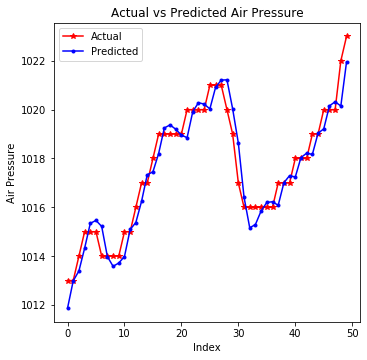 Actual vs Predicted Air Pressure
Actual
Predicted
Air Pressure
1022
1020
1018
1016
1014
1012
0
10
20
30
40
50
Index